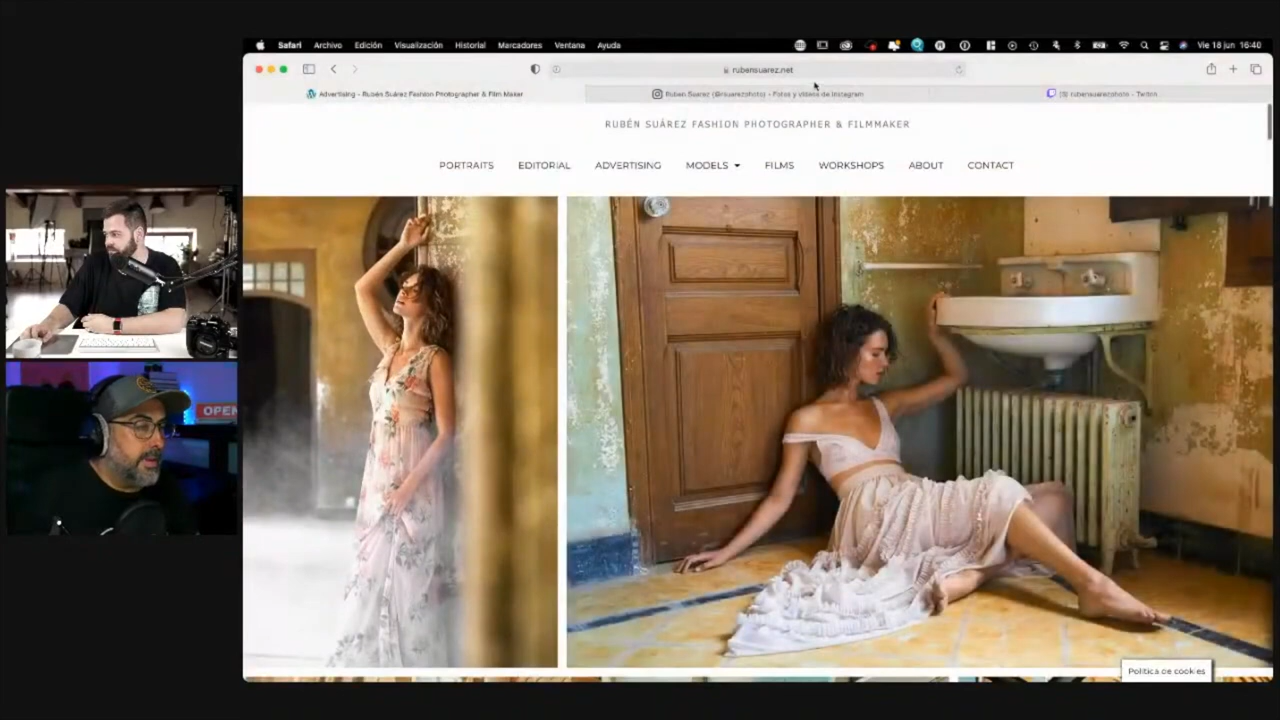 Safari Archivo Edición Visualización Historial Marcadores Ventana Ayuda Vie 18 jun 16:40
rubensuarez.net
Advertising - Rubén Suárez Fashion Photographer & Film Maker
Rubén Suárez (@rsuarezphoto) • Fotos y vídeos de Instagram
rubensuarezphoto - Twitch
RUBÉN SUÁREZ FASHION PHOTOGRAPHER & FILMMAKER
PORTRAITS EDITORIAL ADVERTISING MODELS FILMS WORKSHOPS ABOUT CONTACT
OPEN
Política de cookies